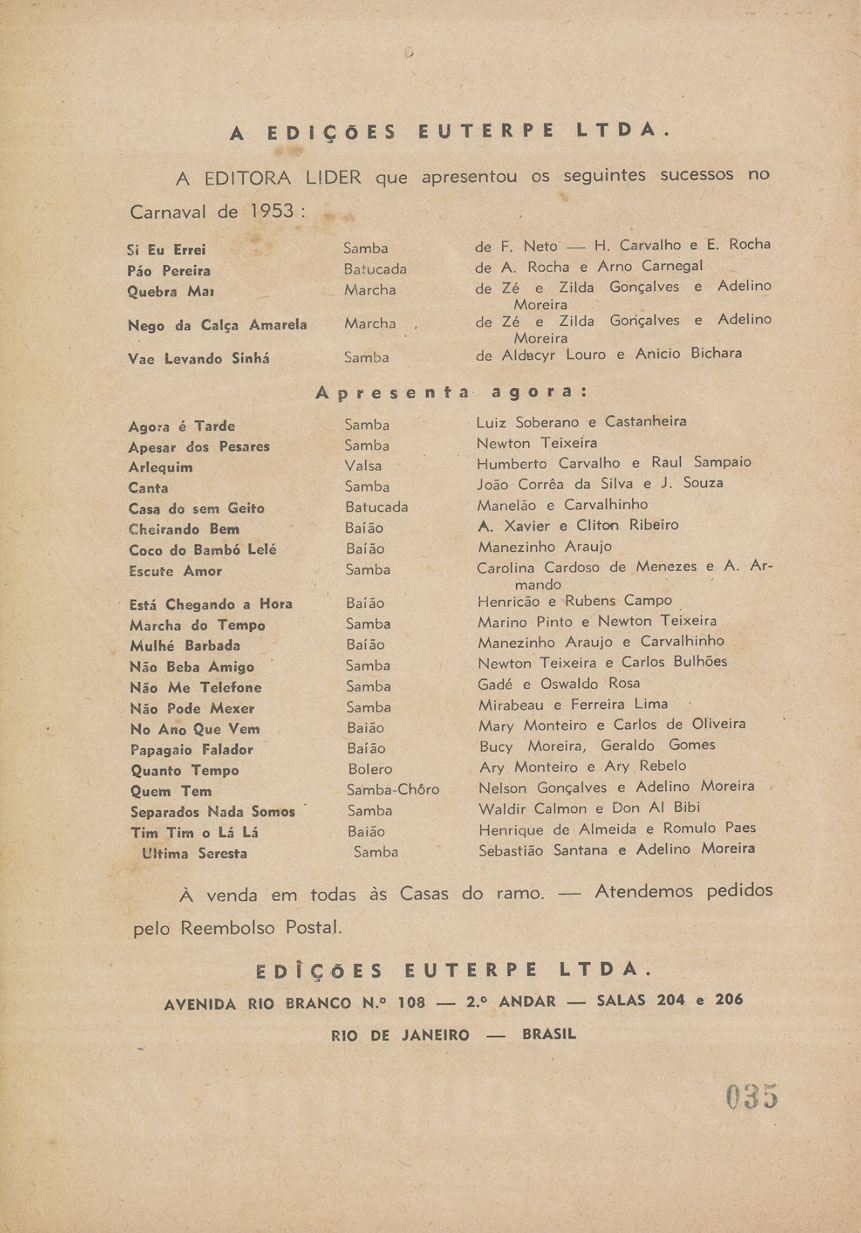 A EDIÇÕES EUTERPE LTDA.
A EDITORA LIDER que apresentou os seguintes sucessos no
Carnaval de 1953 :
Si Eu Errei Samba de F. Neto — H. Carvalho e E. Rocha
Páo Pereira Batucada de A. Rocha e Arno Carnegal
Quebra Mar Marcha de Zé e Zilda Gonçalves e Adelino
Moreira
Nego da Calça Amarela Marcha de Zé e Zilda Gonçalves e Adelino
Moreira
Vae Levando Sinhá Samba de Aldacyr Louro e Anicio Bichara
Apresenta agora:
Agora é Tarde Samba Luiz Soberano e Castanheira
Apesar dos Pesares Samba Newton Teixeira
Arlequim Valsa Humberto Carvalho e Raul Sampaio
Canta Samba João Corrêa da Silva e J. Souza
Casa do sem Geito Batucada Manelão e Carvalhinho
Cheirando Bem Baião A. Xavier e Cliton Ribeiro
Coco do Bambó Lelé Baião Manezinho Araujo
Escute Amor Samba Carolina Cardoso de Menezes e A. Ar-
mando
Está Chegando a Hora Baião Henricão e Rubens Campo
Marcha do Tempo Samba Marino Pinto e Newton Teixeira
Mulhé Barbada Baião Manezinho Araujo e Carvalhinho
Não Beba Amigo Samba Newton Teixeira e Carlos Bulhões
Não Me Telefone Samba Gadé e Oswaldo Rosa
Não Pode Mexer Samba Mirabeau e Ferreira Lima
No Ano Que Vem Baião Mary Monteiro e Carlos de Oliveira
Papagaio Falador Baião Bucy Moreira, Geraldo Gomes
Quanto Tempo Bolero Ary Monteiro e Ary Rebelo
Quem Tem Samba-Chôro Nelson Gonçalves e Adelino Moreira
Separados Nada Somos Samba Waldir Calmon e Don Al Bibi
Tim Tim o Lá Lá Baião Henrique de Almeida e Romulo Paes
Ultima Seresta Samba Sebastião Santana e Adelino Moreira
À venda em todas às Casas do ramo. — Atendemos pedidos
pelo Reembolso Postal.
EDIÇÕES EUTERPE LTDA.
AVENIDA RIO BRANCO N.º 108 — 2.º ANDAR — SALAS 204 e 206
RIO DE JANEIRO — BRASIL
035